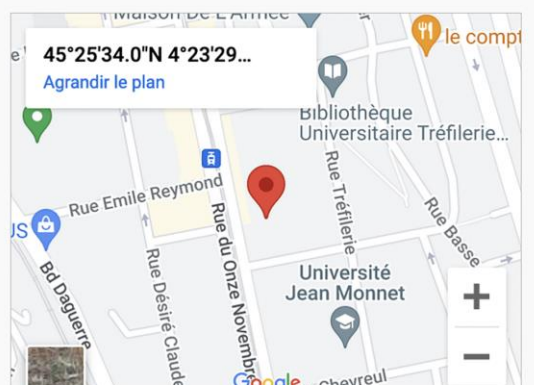 Maison De L'Armée
45°25'34.0"N 4°23'29...
Agrandir le plan
le compt
Bibliothèque
Universitaire Tréfilerie...
Rue Emile Reymond
Rue Tréfilerie
Rue Basse
US
Bd Daguerre
Rue Désiré Claude
Rue du Onze Novembre
Université
Jean Monnet
+
−
Google
Chevreul